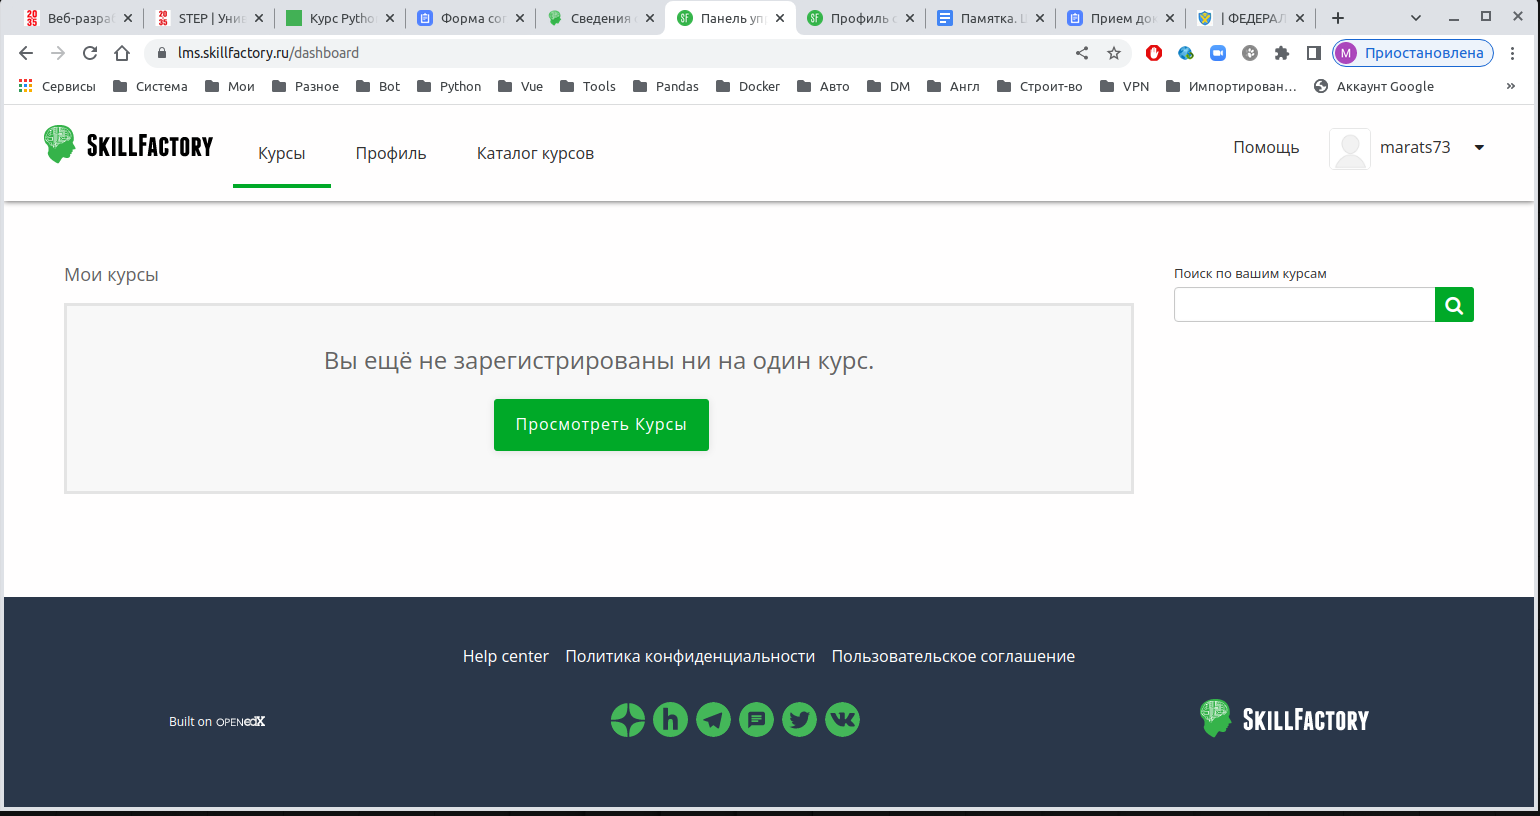 Веб-разраб
STEP | Унив
Курс Pytho
Форма сог
Сведения
Панель упр
Профиль с
Памятка. Ш
Прием док
| ФЕДЕРАЛ
lms.skillfactory.ru/dashboard
M Приостановлена
Сервисы Система Мои Разное Bot Python Vue Tools Pandas Docker Авто DM Англ Строит-во VPN Импортирован... Аккаунт Google »
SKILLFACTORY Курсы Профиль Каталог курсов Помощь marats73
Мои курсы
Поиск по вашим курсам
Вы ещё не зарегистрированы ни на один курс.
Просмотреть Курсы
Help center Политика конфиденциальности Пользовательское соглашение
Built on OPENedX
SKILLFACTORY